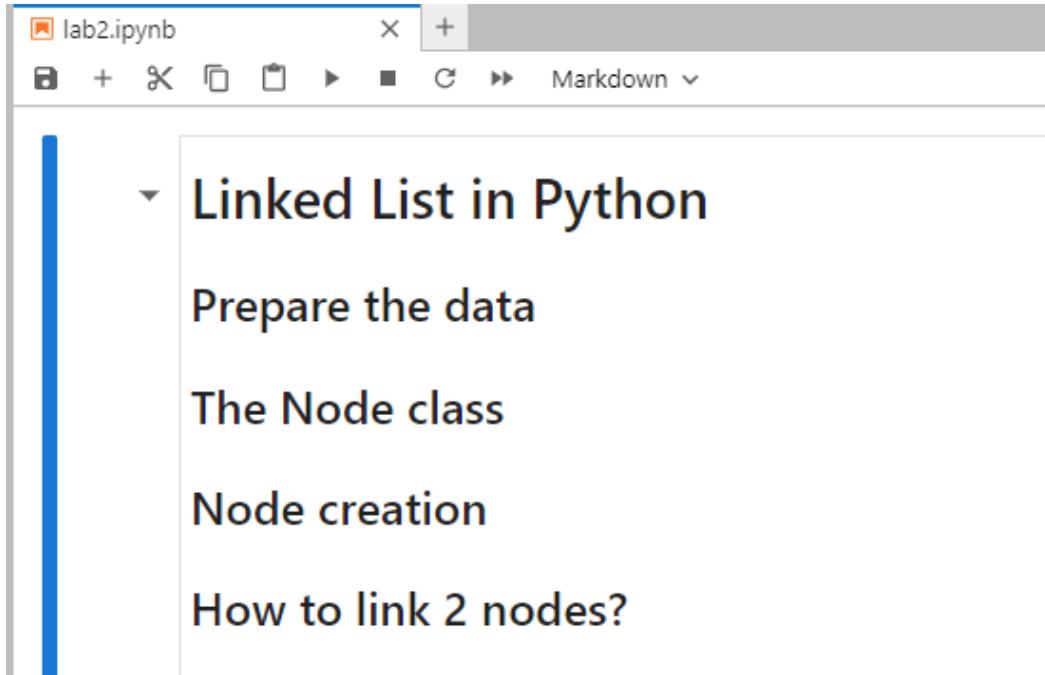 lab2.ipynb
Markdown
Linked List in Python
Prepare the data
The Node class
Node creation
How to link 2 nodes?